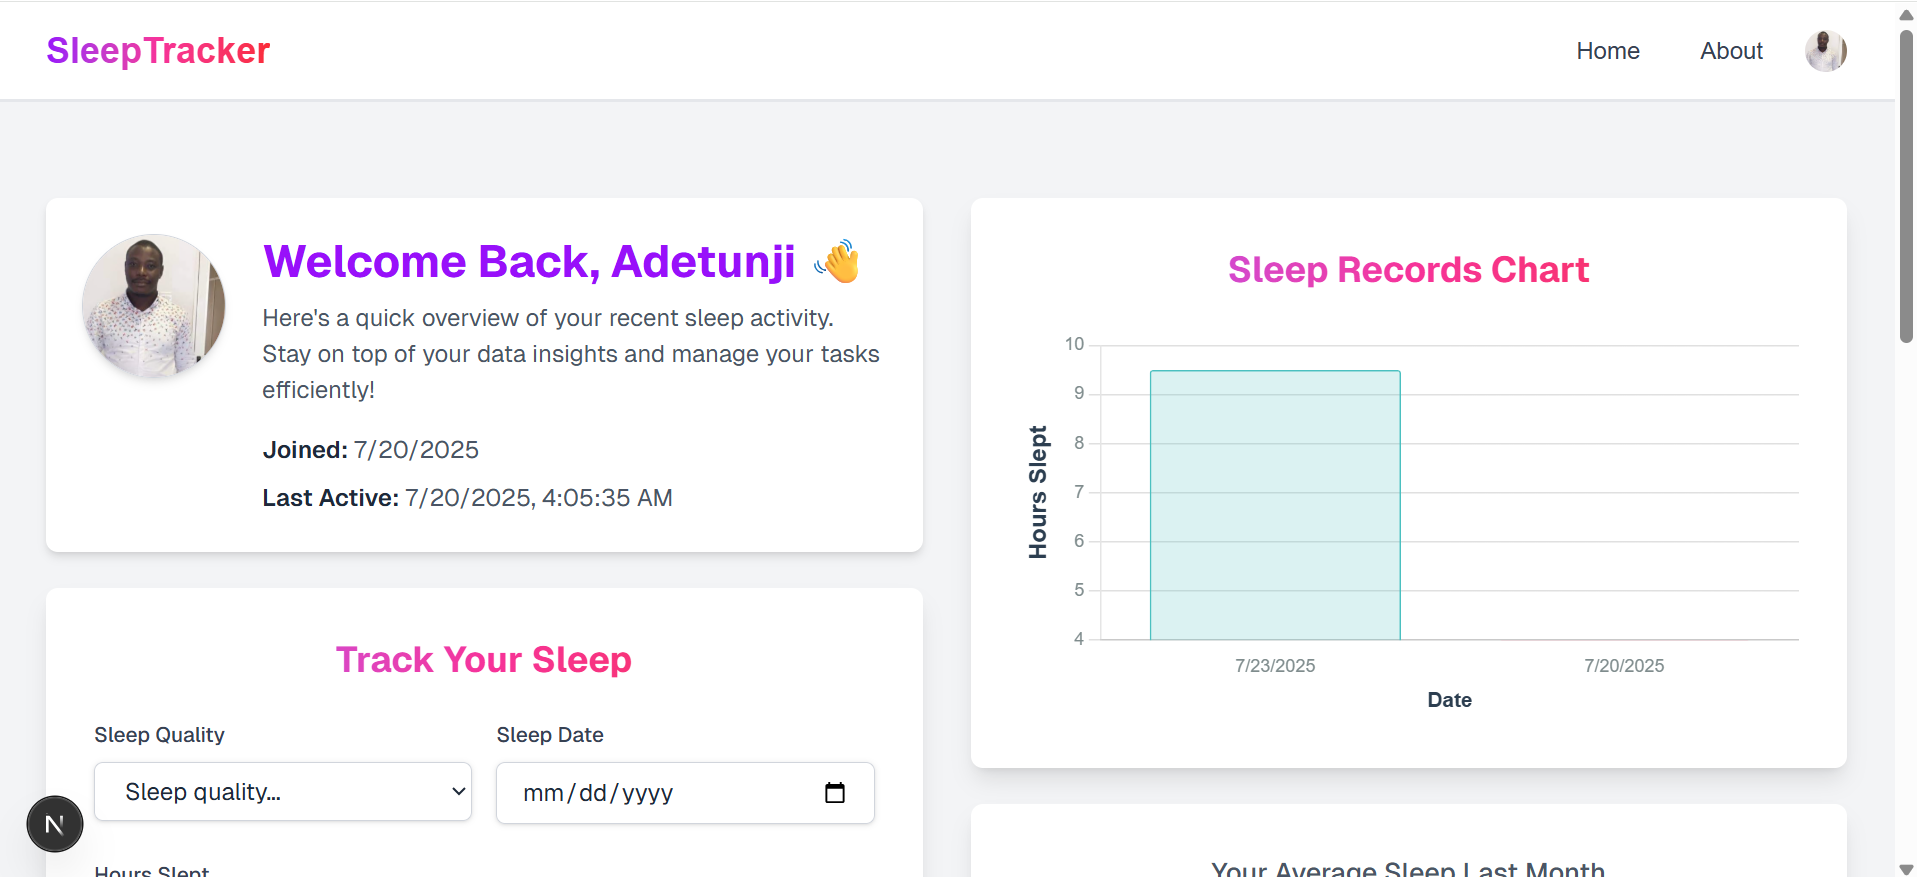 SleepTracker
Home
About
Welcome Back, Adetunji 👋
Here's a quick overview of your recent sleep activity.
Stay on top of your data insights and manage your tasks
efficiently!
Joined: 7/20/2025
Last Active: 7/20/2025, 4:05:35 AM
Track Your Sleep
Sleep Quality
Sleep Date
Sleep quality...
mm/dd/yyyy
Hours Slept
N
Sleep Records Chart
10
9
8
7
6
5
4
Hours Slept
7/23/2025
7/20/2025
Date
Your Average Sleep Last Month